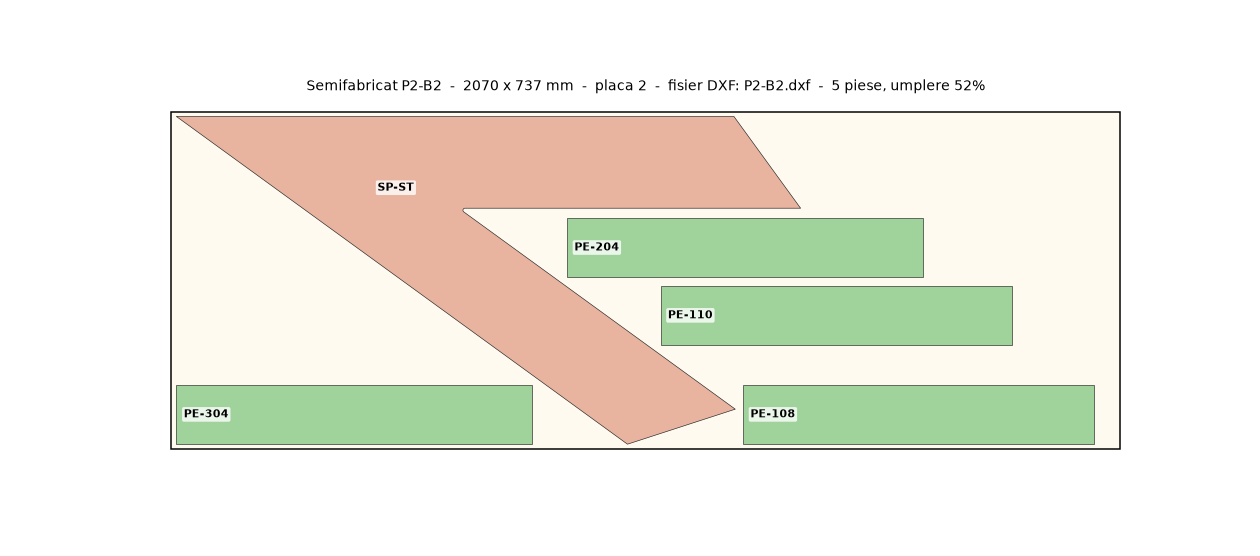 Semifabricat P2-B2  -  2070 x 737 mm  -  placa 2  -  fisier DXF: P2-B2.dxf  -  5 piese, umplere 52%
SP-ST
PE-204
PE-110
PE-304
PE-108